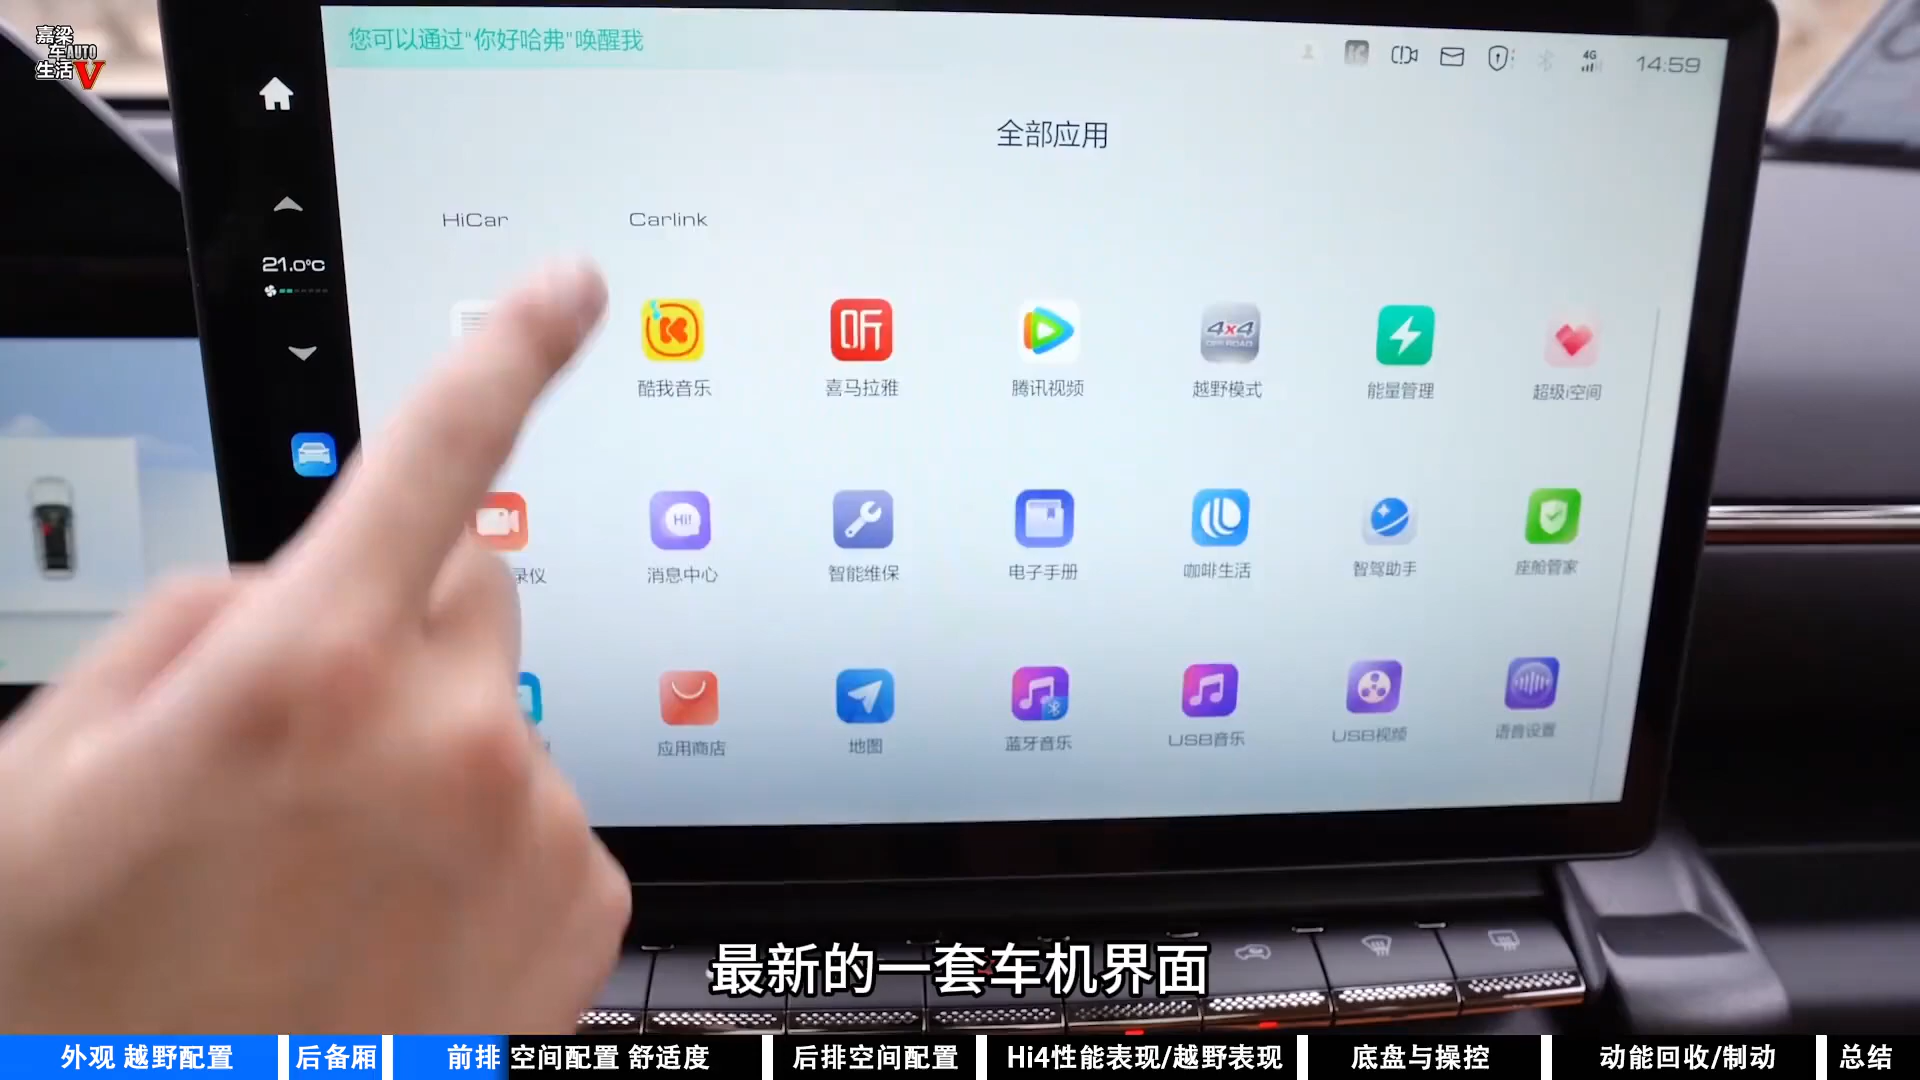 嘉梁
车AUTO
生活V
您可以通过“你好哈弗”唤醒我
4G
14:59
全部应用
HiCar
Carlink
21.0°C
酷我音乐
听
喜马拉雅
腾讯视频
4x4
OFF ROAD
越野模式
能量管理
超级i空间
录仪
Hi!
消息中心
智能维保
电子手册
咖啡生活
智驾助手
座舱管家
应用商店
地图
蓝牙音乐
USB音乐
USB视频
语音设置
最新的一套车机界面
外观 越野配置
后备厢
前排 空间配置 舒适度
后排空间配置
Hi4性能表现/越野表现
底盘与操控
动能回收/制动
总结